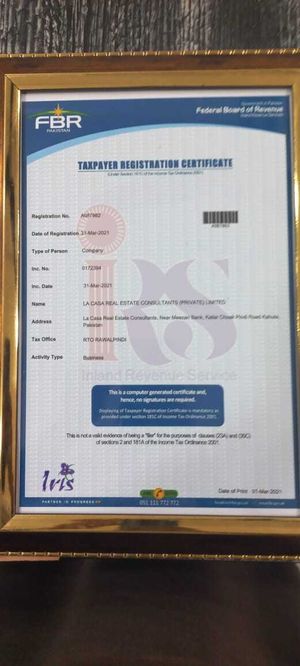 FBR
PAKISTAN
Government of Pakistan
Federal Board of Revenue
Inland Revenue Services
TAXPAYER REGISTRATION CERTIFICATE
(Under Section 181C of the Income Tax Ordinance 2001)
Registration No.
Date of Registration 31-Mar-2021
Type of Person Company
Inc. No. 0172394
Inc. Date 31-Mar-2021
Name LA CASA REAL ESTATE CONSULTANTS (PRIVATE) LIMITED
Address La Casa Real Estate Consultants, Near Meezan Bank, Road Kahuta,
Pakistan
Tax Office RTO RAWALPINDI
Activity Type Business
IRS
Inland Revenue Service
This is a computer generated certificate and,
hence, no signatures are required.
Displaying of Taxpayer Registration Certificate is mandatory as
provided under section 181C of Income Tax Ordinance 2001.
This is not a valid evidence of being a "filer" for the purposes of clauses (23A) and (35C)
of sections 2 and 181A of the Income Tax Ordinance 2001.
Iris
PARTNER IN PROGRESS
051 111 772 772
Date of Print 31-Mar-2021